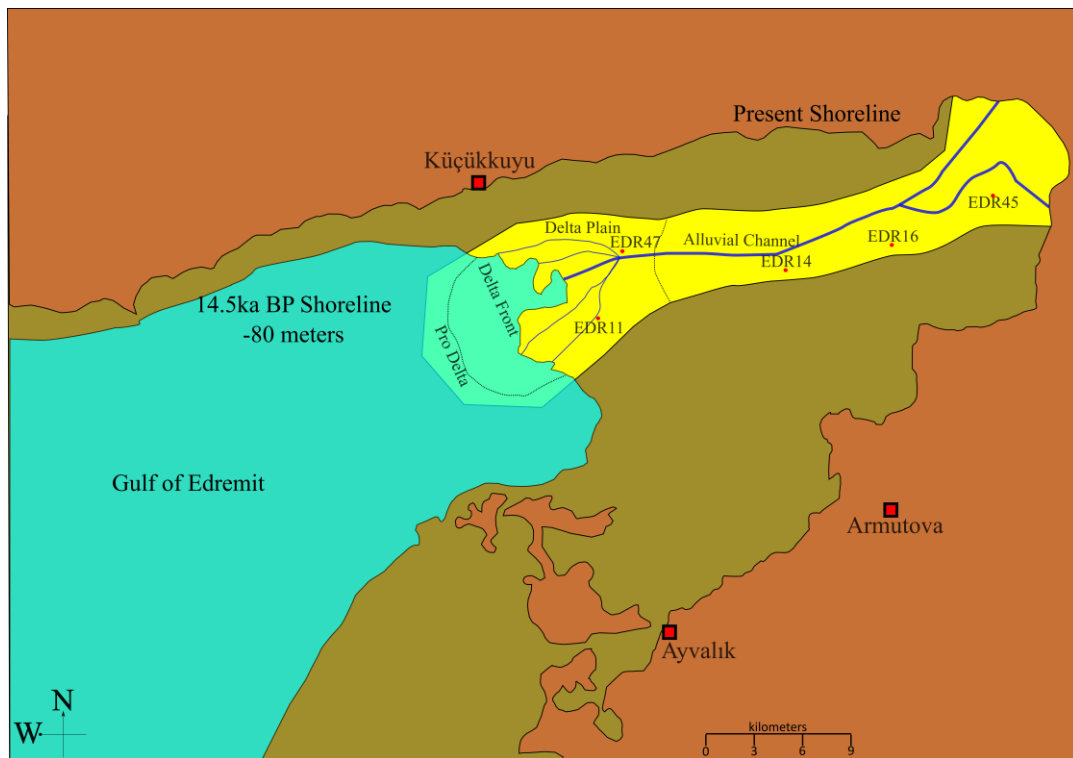 Present Shoreline
Küçükkuyu
EDR45
Delta Plain
EDR47
Alluvial Channel
EDR16
EDR14
14.5ka BP Shoreline
-80 meters
Delta Front
EDR11
Pro Delta
Gulf of Edremit
Armutova
Ayvalık
N
W
kilometers
0 3 6 9